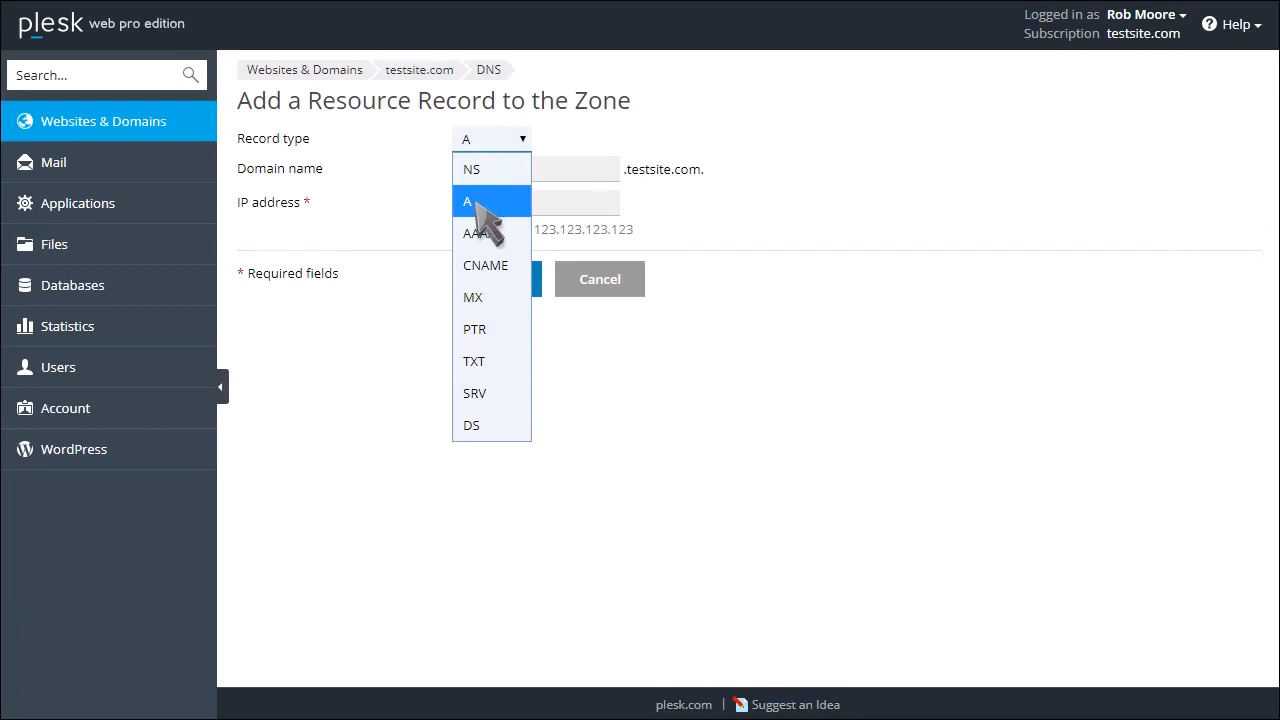 plesk web pro edition
Logged in as Rob Moore
Subscription testsite.com
Help
Search...
Websites & Domains
Mail
Applications
Files
Databases
Statistics
Users
Account
WordPress
Websites & Domains testsite.com DNS
Add a Resource Record to the Zone
Record type A
Domain name .testsite.com.
IP address *
123.123.123.123
* Required fields
Cancel
NS
A
CNAME
MX
PTR
TXT
SRV
DS
plesk.com | Suggest an Idea